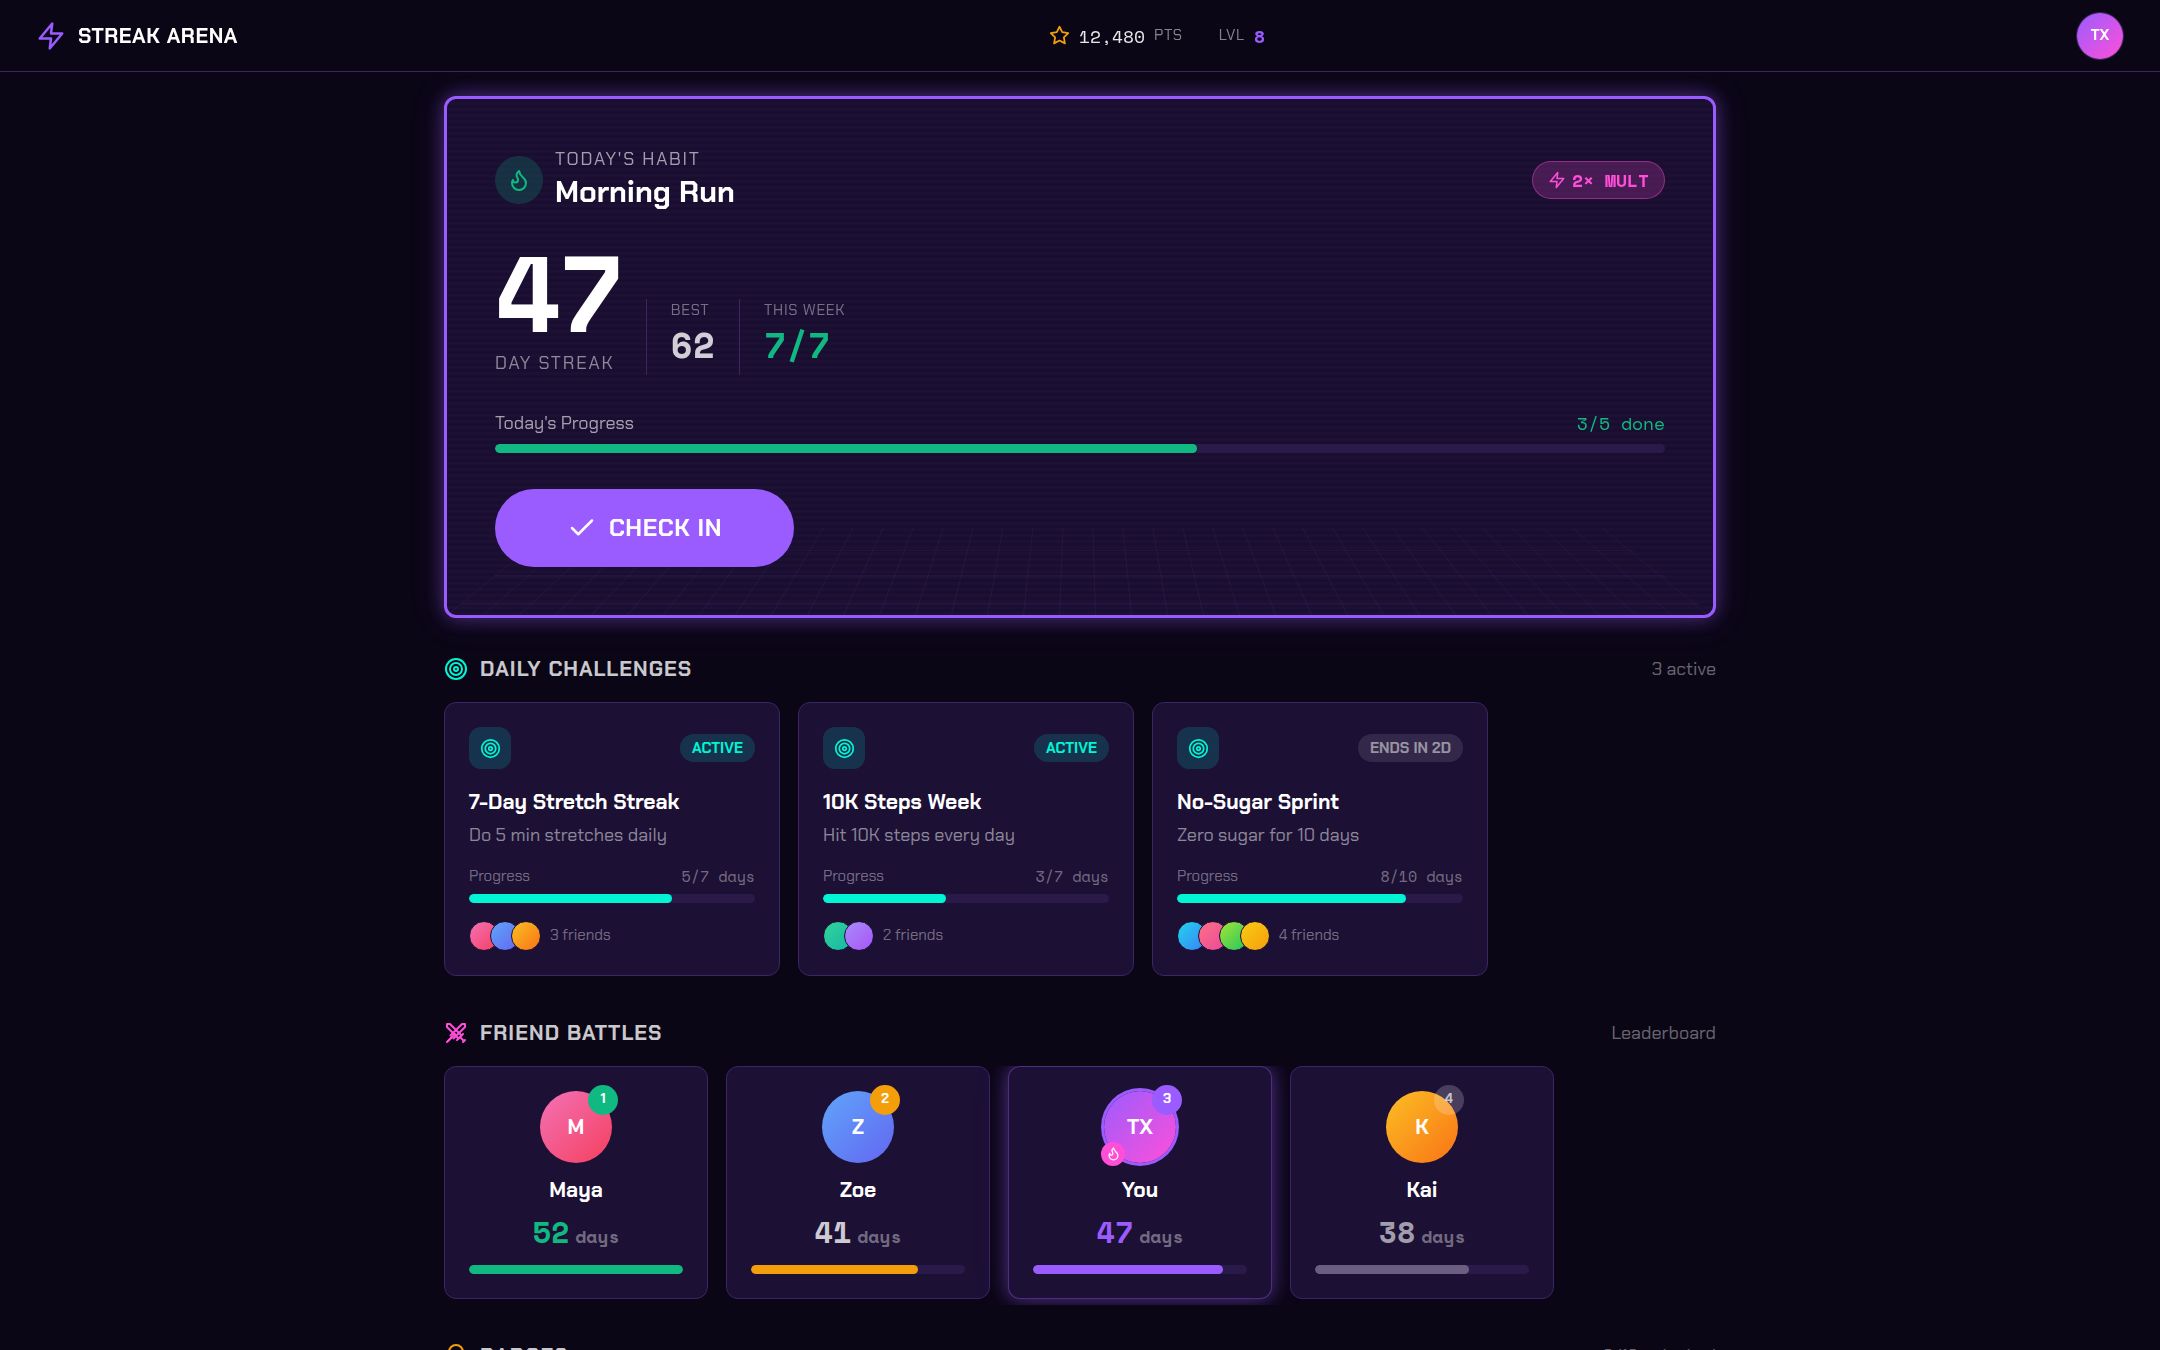 STREAK ARENA
12,480 PTS LVL 8
TX
TODAY'S HABIT
Morning Run
2× MULT
47
DAY STREAK
BEST
62
THIS WEEK
7/7
Today's Progress
3/5 done
CHECK IN
DAILY CHALLENGES
3 active
ACTIVE
7-Day Stretch Streak
Do 5 min stretches daily
Progress 5/7 days
3 friends
ACTIVE
10K Steps Week
Hit 10K steps every day
Progress 3/7 days
2 friends
ENDS IN 2D
No-Sugar Sprint
Zero sugar for 10 days
Progress 8/10 days
4 friends
FRIEND BATTLES
Leaderboard
1
M
Maya
52 days
2
Z
Zoe
41 days
3
TX
You
47 days
4
K
Kai
38 days